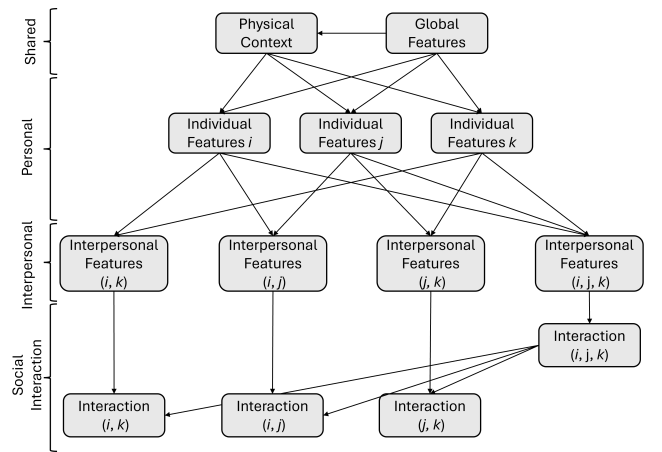 Shared
Physical
Context
Global
Features
Personal
Individual
Features i
Individual
Features j
Individual
Features k
Interpersonal
Interpersonal
Features
(i, k)
Interpersonal
Features
(i, j)
Interpersonal
Features
(j, k)
Interpersonal
Features
(i, j, k)
Social
Interaction
Interaction
(i, j, k)
Interaction
(i, k)
Interaction
(i, j)
Interaction
(j, k)